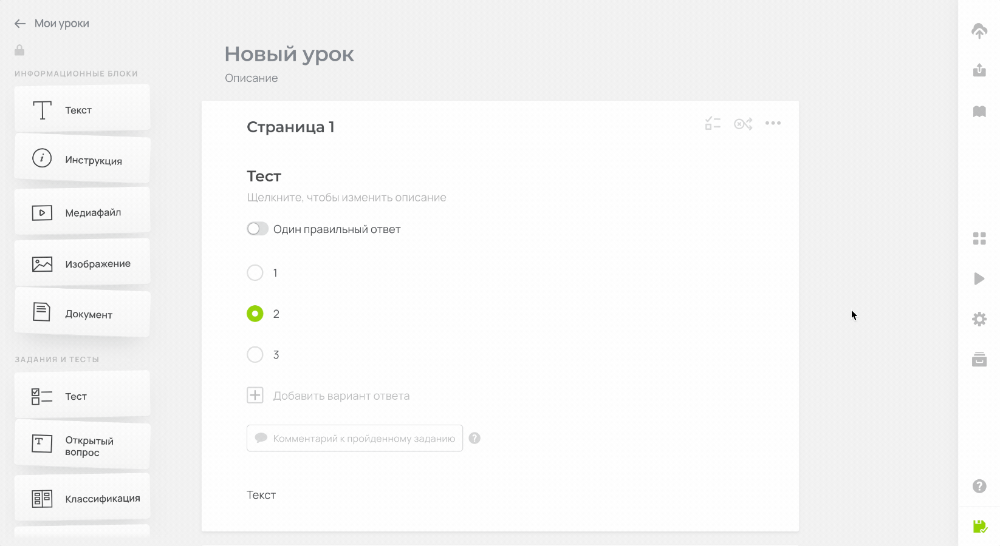 Мои уроки
ИНФОРМАЦИОННЫЕ БЛОКИ
Текст
Инструкция
Медиафайл
Изображение
Документ
ЗАДАНИЯ И ТЕСТЫ
Тест
Открытый
вопрос
Классификация
Новый урок
Описание
Страница 1
Тест
Щелкните, чтобы изменить описание
Один правильный ответ
1
2
3
Добавить вариант ответа
Комментарий к пройденному заданию
Текст